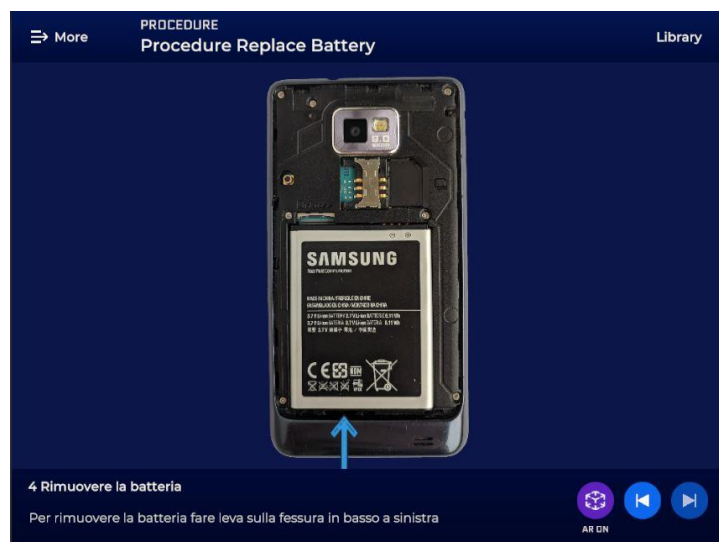 More
PROCEDURE
Procedure Replace Battery
Library
SAMSUNG
4 Rimuovere la batteria
Per rimuovere la batteria fare leva sulla fessura in basso a sinistra
AR ON